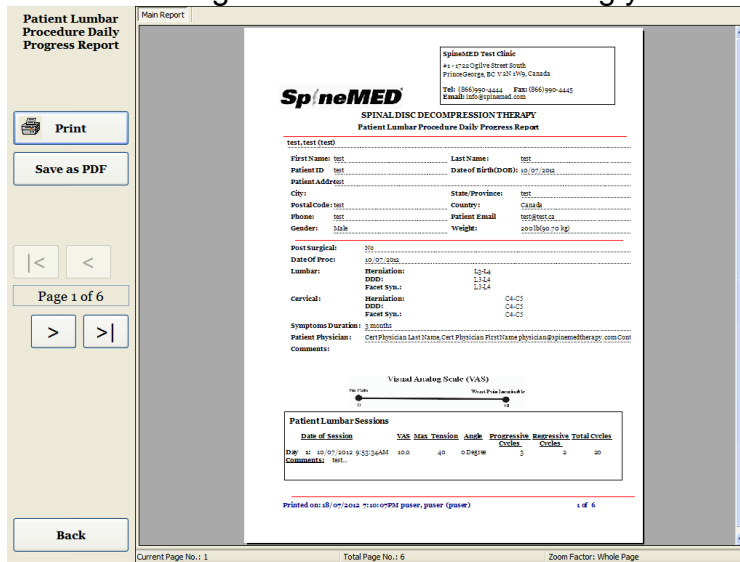 Patient Lumbar
Procedure Daily
Progress Report
Print
Save as PDF
|< <
Page 1 of 6
> >|
Back
Main Report
SpineMED Test Clinic
#1 - 1722 Ogilve Street South
PrinceGeorge, BC V2N 1W9, Canada
Tel: (866)990-4444 Fax: (866)990-4445
Email: info@spinemed.com
SpineMED
SPINAL DISC DECOMPRESSION THERAPY
Patient Lumbar Procedure Daily Progress Report
test, test (test)
First Name: test Last Name: test
Patient ID test Date of Birth(DOB): 10/07/2012
Patient Addrtest
City: State/Province: test
Postal Code: test Country: Canada
Phone: test Patient Email test@test.ca
Gender: Male Weight: 200 lb(90.70 kg)
Post Surgical: No
Date Of Proc: 10/07/2012
Lumbar: Herniation: L3-L4
DDD: L3-L4
Facet Syn.: L3-L4
Cervical: Herniation: C4-C5
DDD: C4-C5
Facet Syn.: C4-C5
Symptoms Duration: 3 months
Patient Physician: Cert Physician Last Name, Cert Physician First Name physician@spinemedtherapy.com Cont
Comments:
Visual Analog Scale (VAS)
No Pain Worst Pain Imaginable
0 10
Patient Lumbar Sessions
Date of Session VAS Max Tension Angle Progressive Cycles Regressive Cycles Total Cycles
Day 1: 10/07/2012 9:53:34AM 10.0 40 0 Degree 3 2 20
Comments: test...
Printed on: 18/07/2012 7:10:07PM puser, puser (puser) 1 of 6
Current Page No.: 1 Total Page No.: 6 Zoom Factor: Whole Page